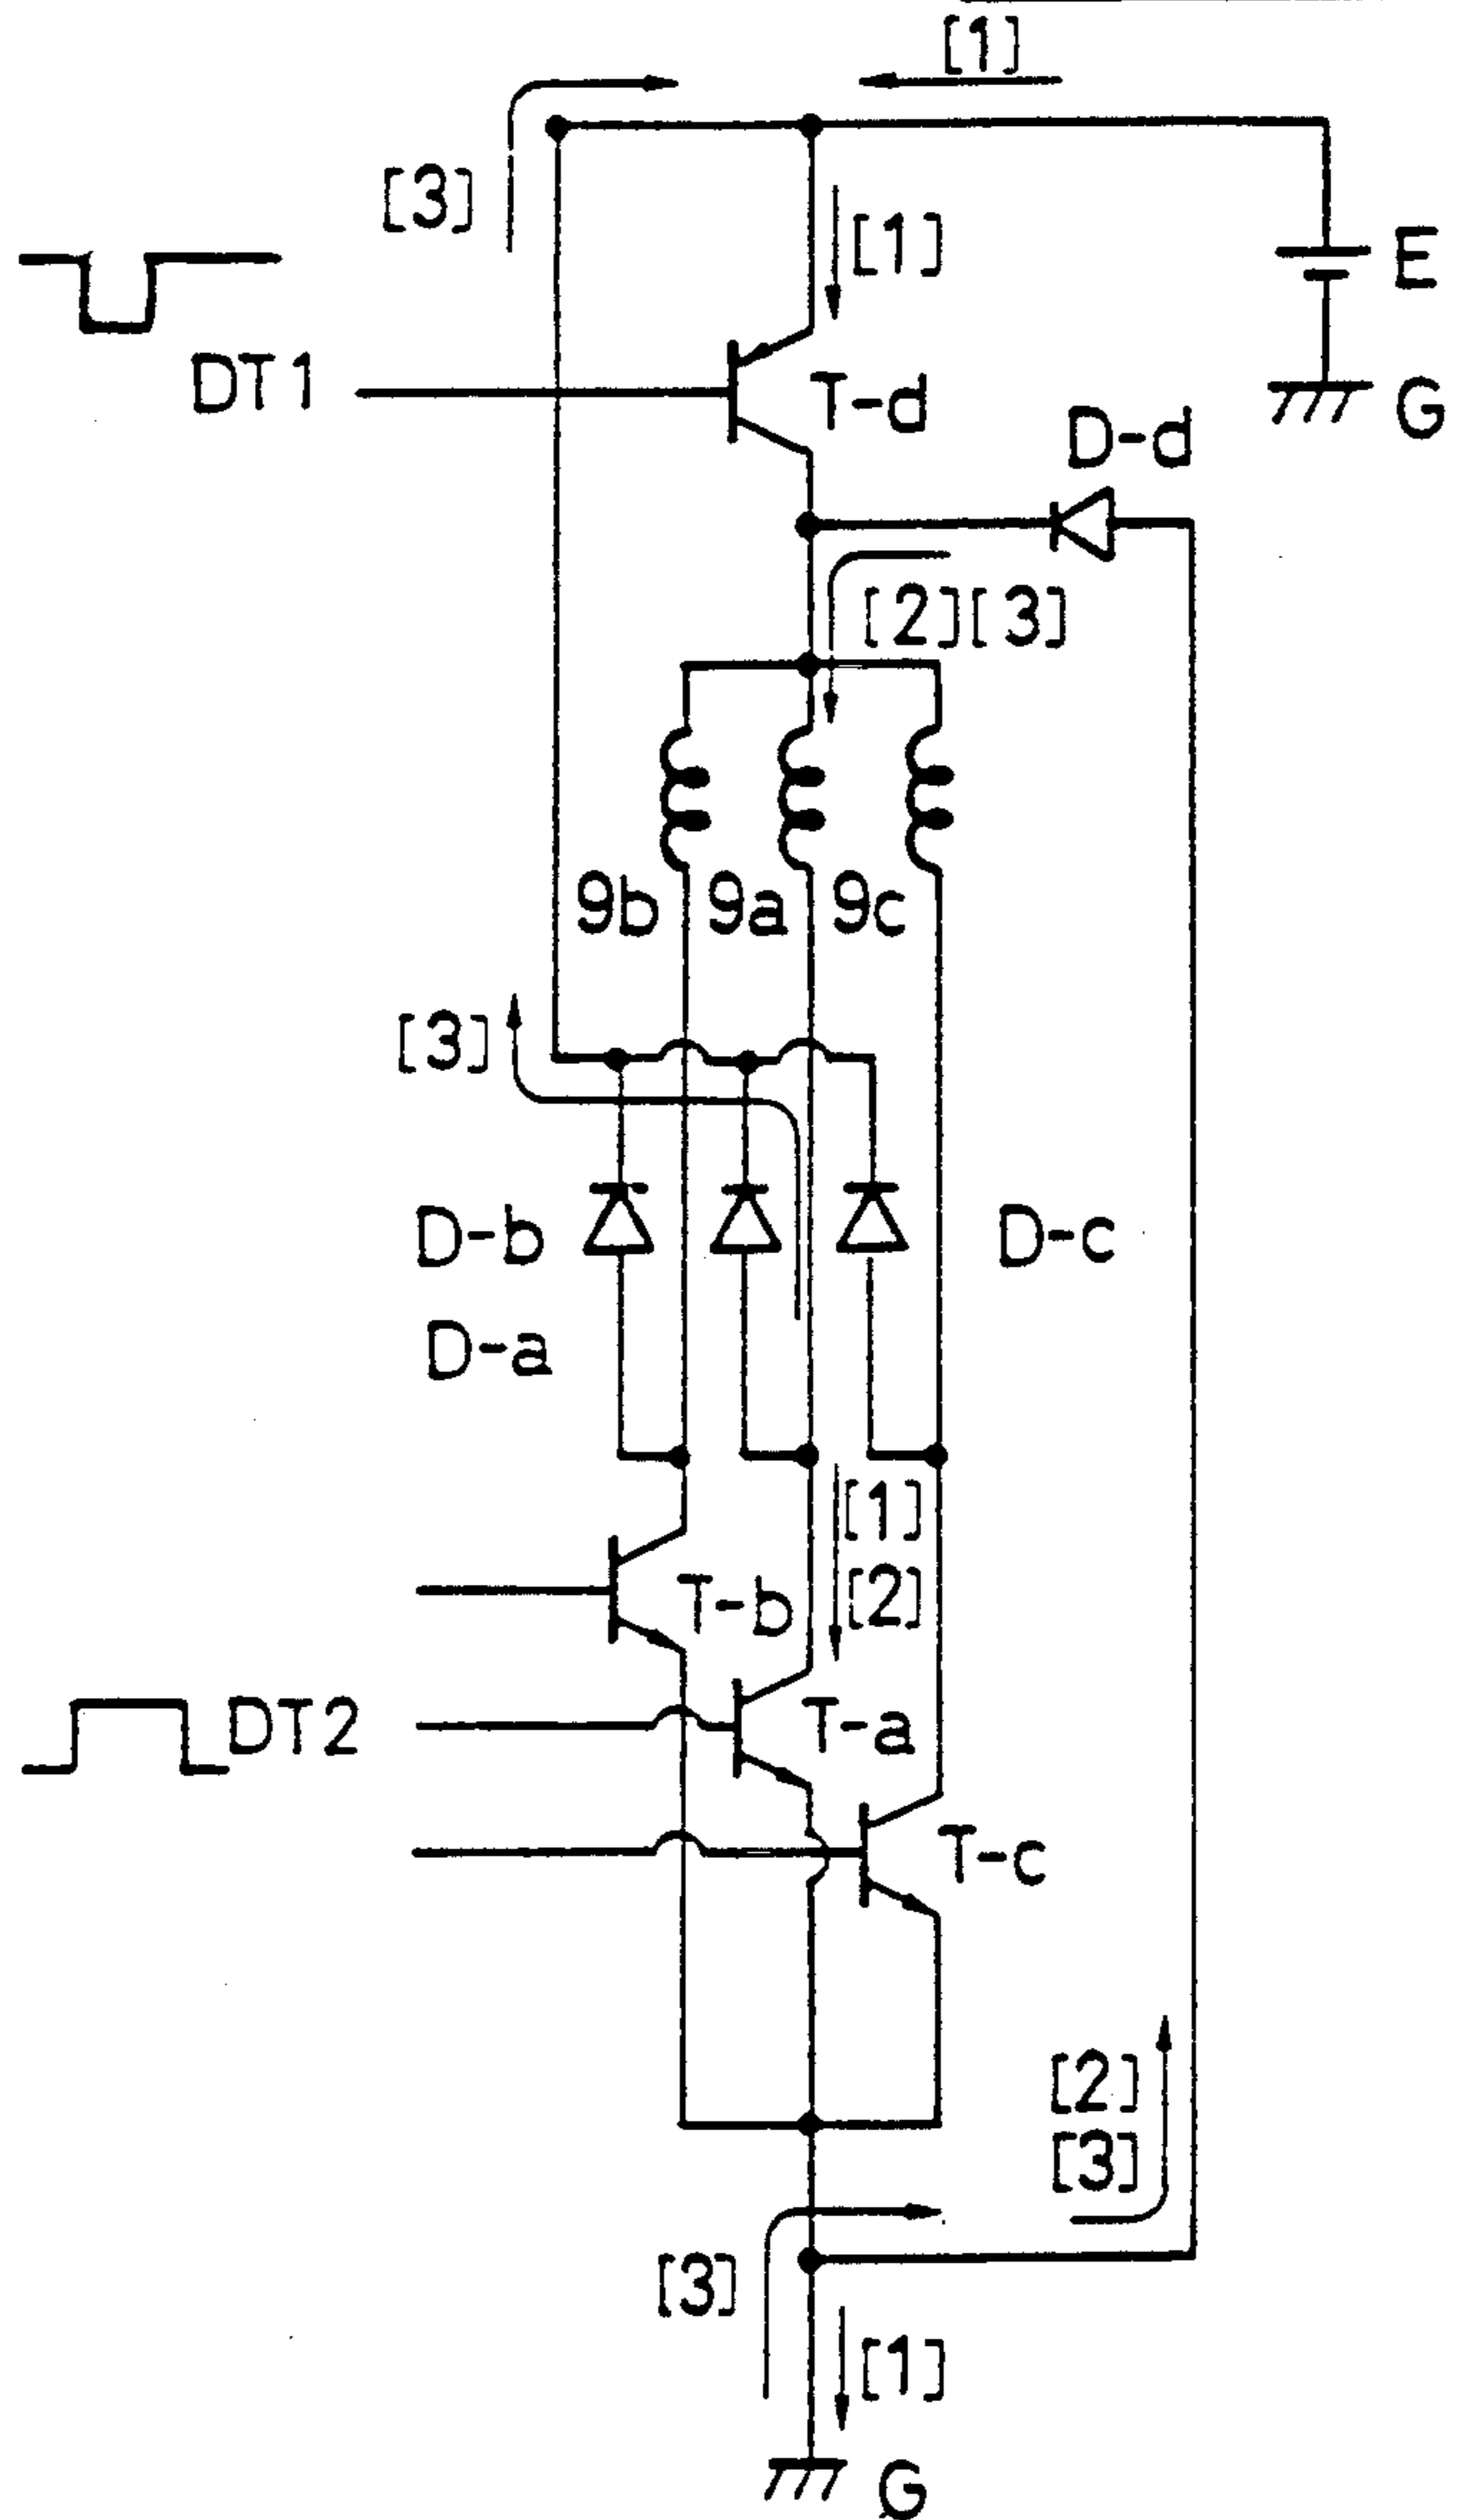 [1]
[3]
[1]
E
DT1
T-d
G
D-d
[2][3]
9b 9a 9c
[3]
D-b
D-c
D-a
[1]
[2]
T-b
DT2
T-a
T-c
[2]
[3]
[3]
[1]
G